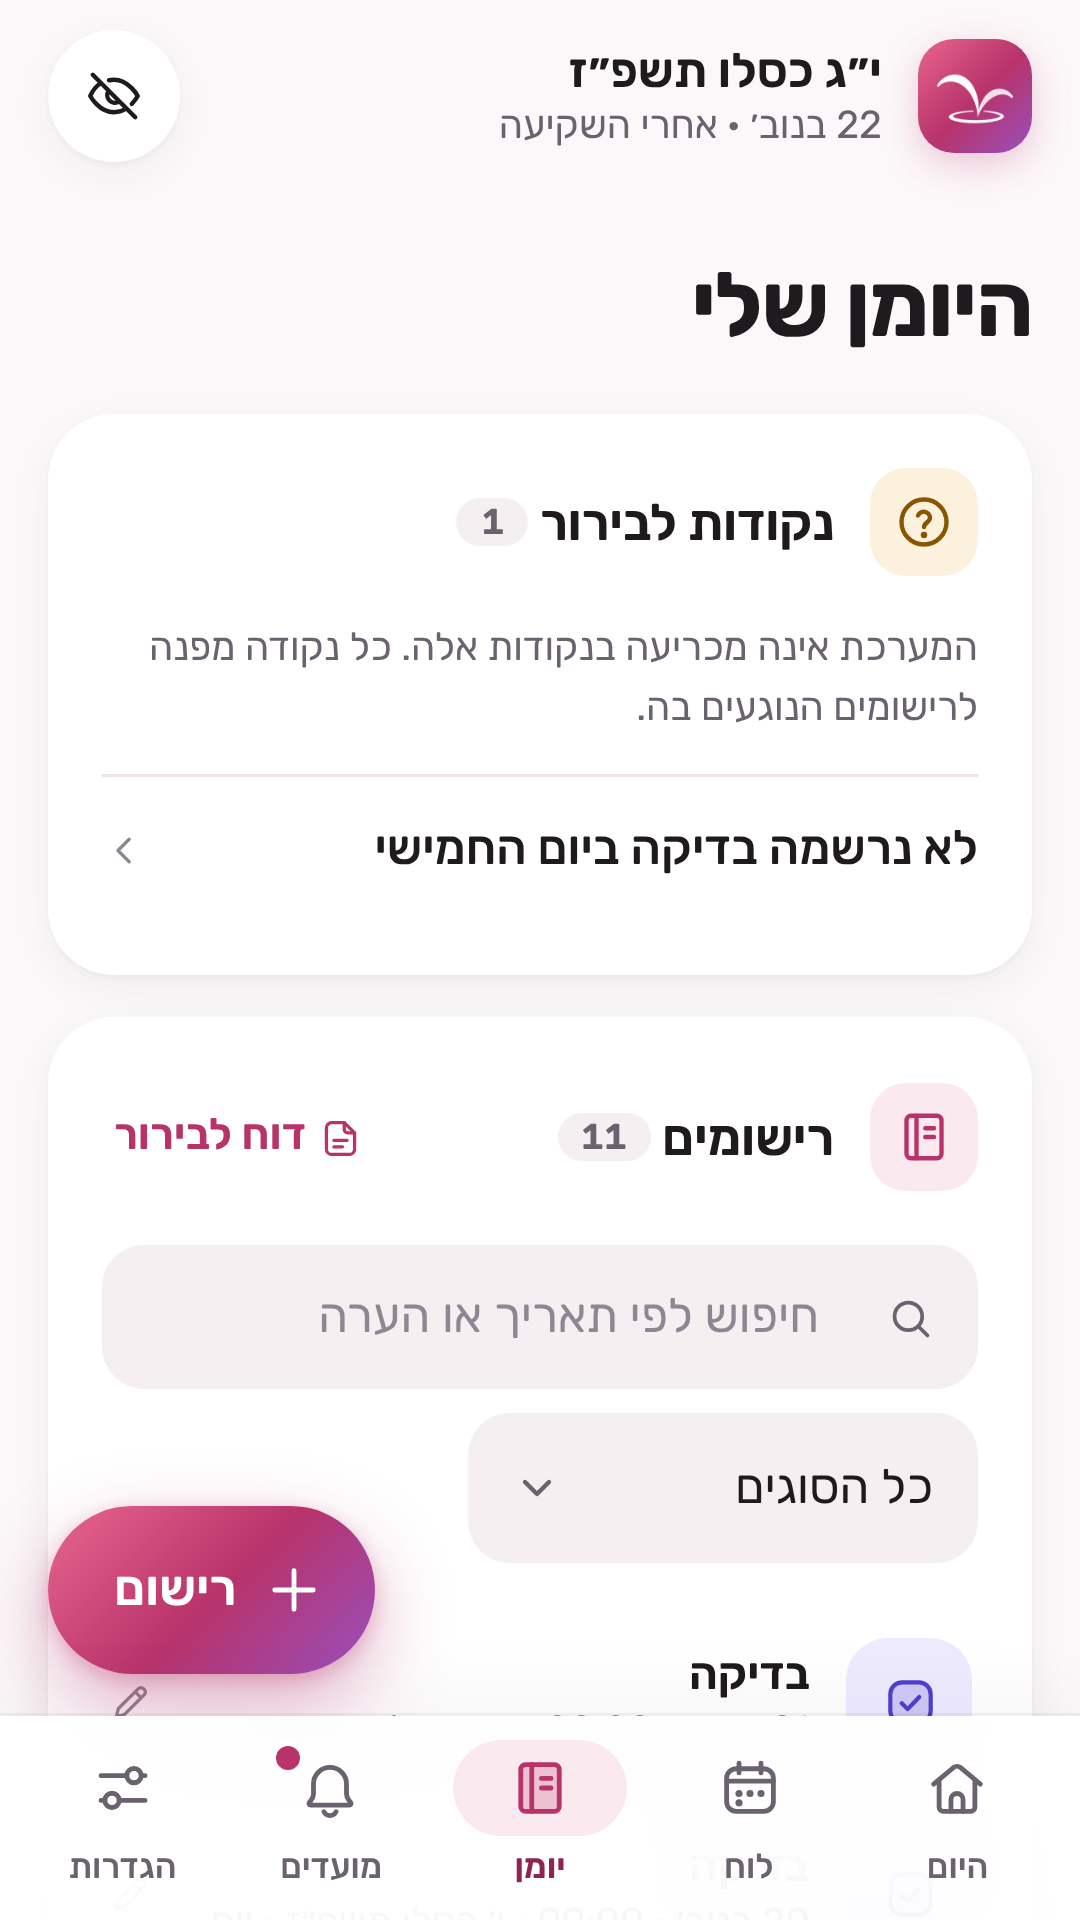 י״ג כסלו תשפ״ז
22 בנוב׳ • אחרי השקיעה
היומן שלי
נקודות לבירור 1
המערכת אינה מכריעה בנקודות אלה. כל נקודה מפנה
לרישומים הנוגעים בה.
לא נרשמה בדיקה ביום החמישי
רישומים 11
דוח לבירור
חיפוש לפי תאריך או הערה
כל הסוגים
רישום
בדיקה
היום
לוח
יומן
מועדים
הגדרות